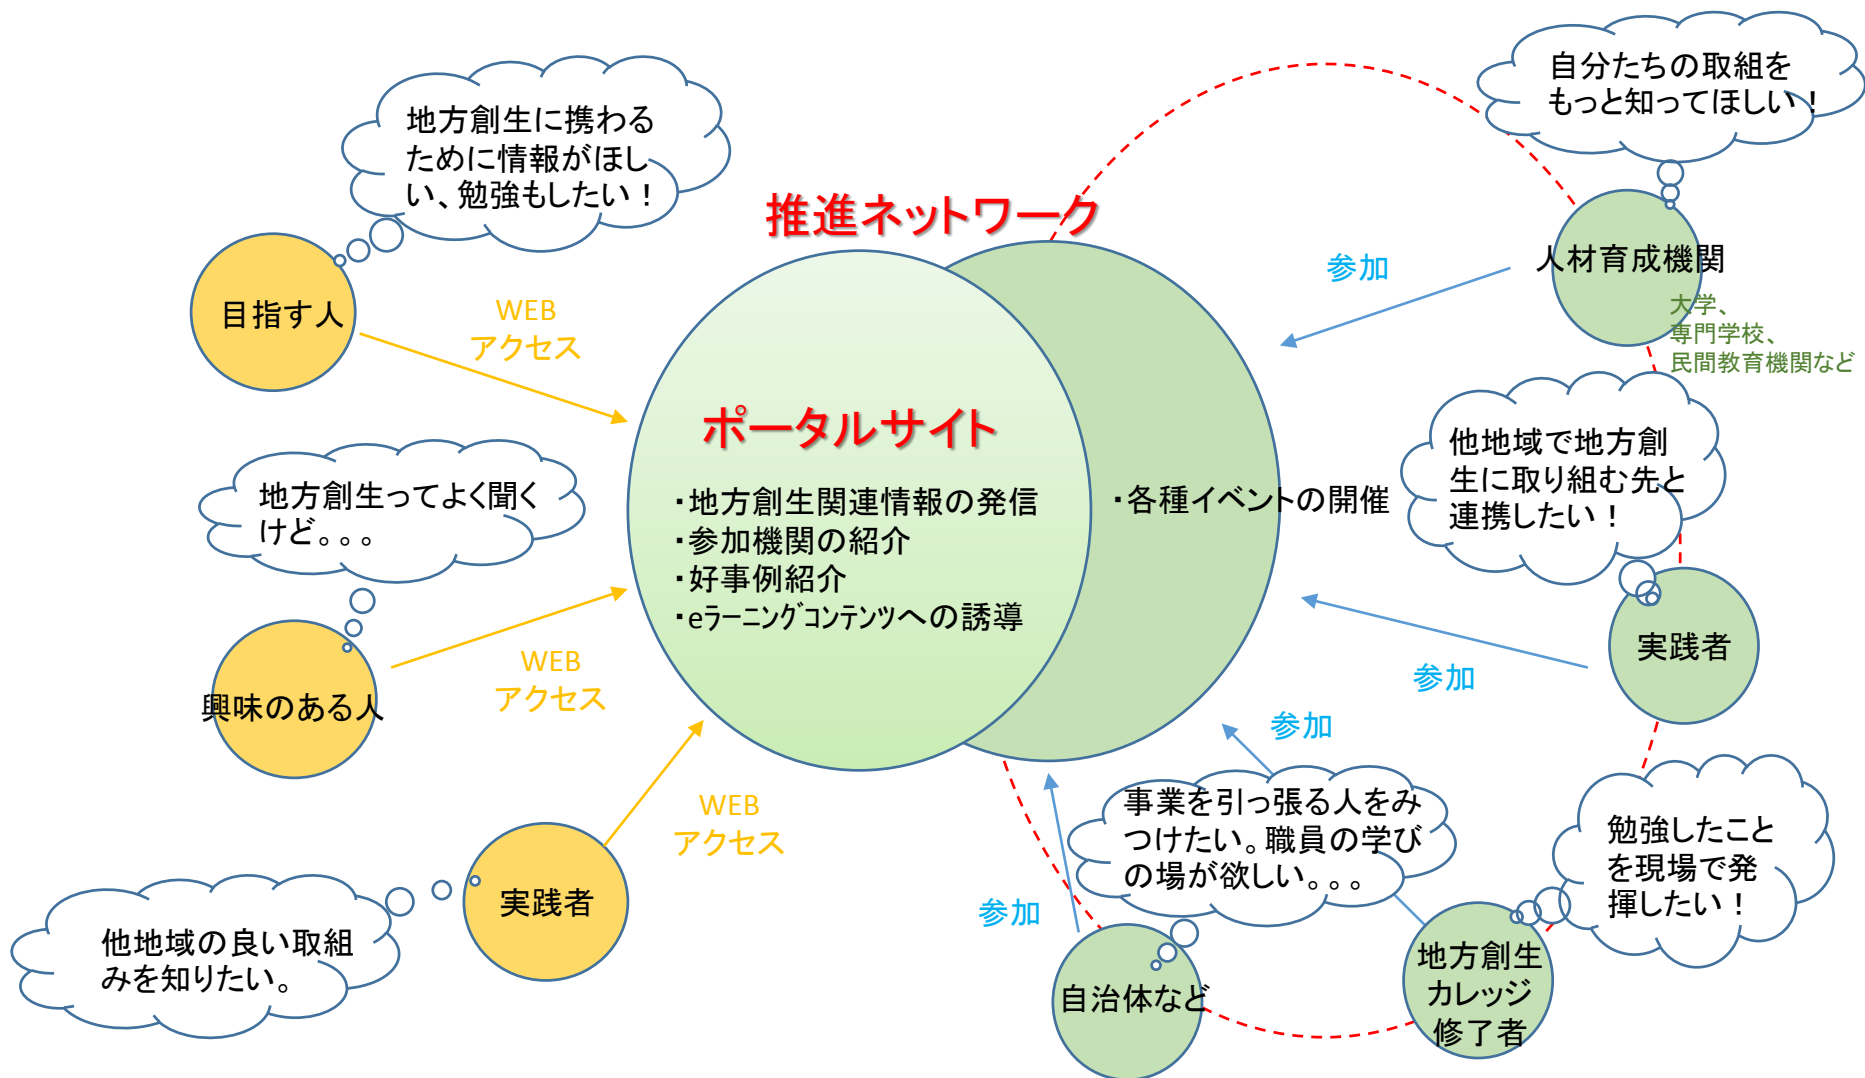 自分たちの取組を
もっと知ってほしい！
地方創生に携わる
ために情報がほし
い、勉強もしたい！
推進ネットワーク
人材育成機関
大学、
専門学校、
民間教育機関など
参加
目指す人
WEB
アクセス
ポータルサイト
・地方創生関連情報の発信
・参加機関の紹介
・好事例紹介
・eラーニングコンテンツへの誘導
・各種イベントの開催
他地域で地方創
生に取り組む先と
連携したい！
地方創生ってよく聞く
けど。。。
実践者
参加
興味のある人
WEB
アクセス
参加
WEB
アクセス
事業を引っ張る人をみ
つけたい。職員の学び
の場が欲しい。。。
勉強したこと
を現場で発
揮したい！
実践者
参加
他地域の良い取組
みを知りたい。
自治体など
地方創生
カレッジ
修了者